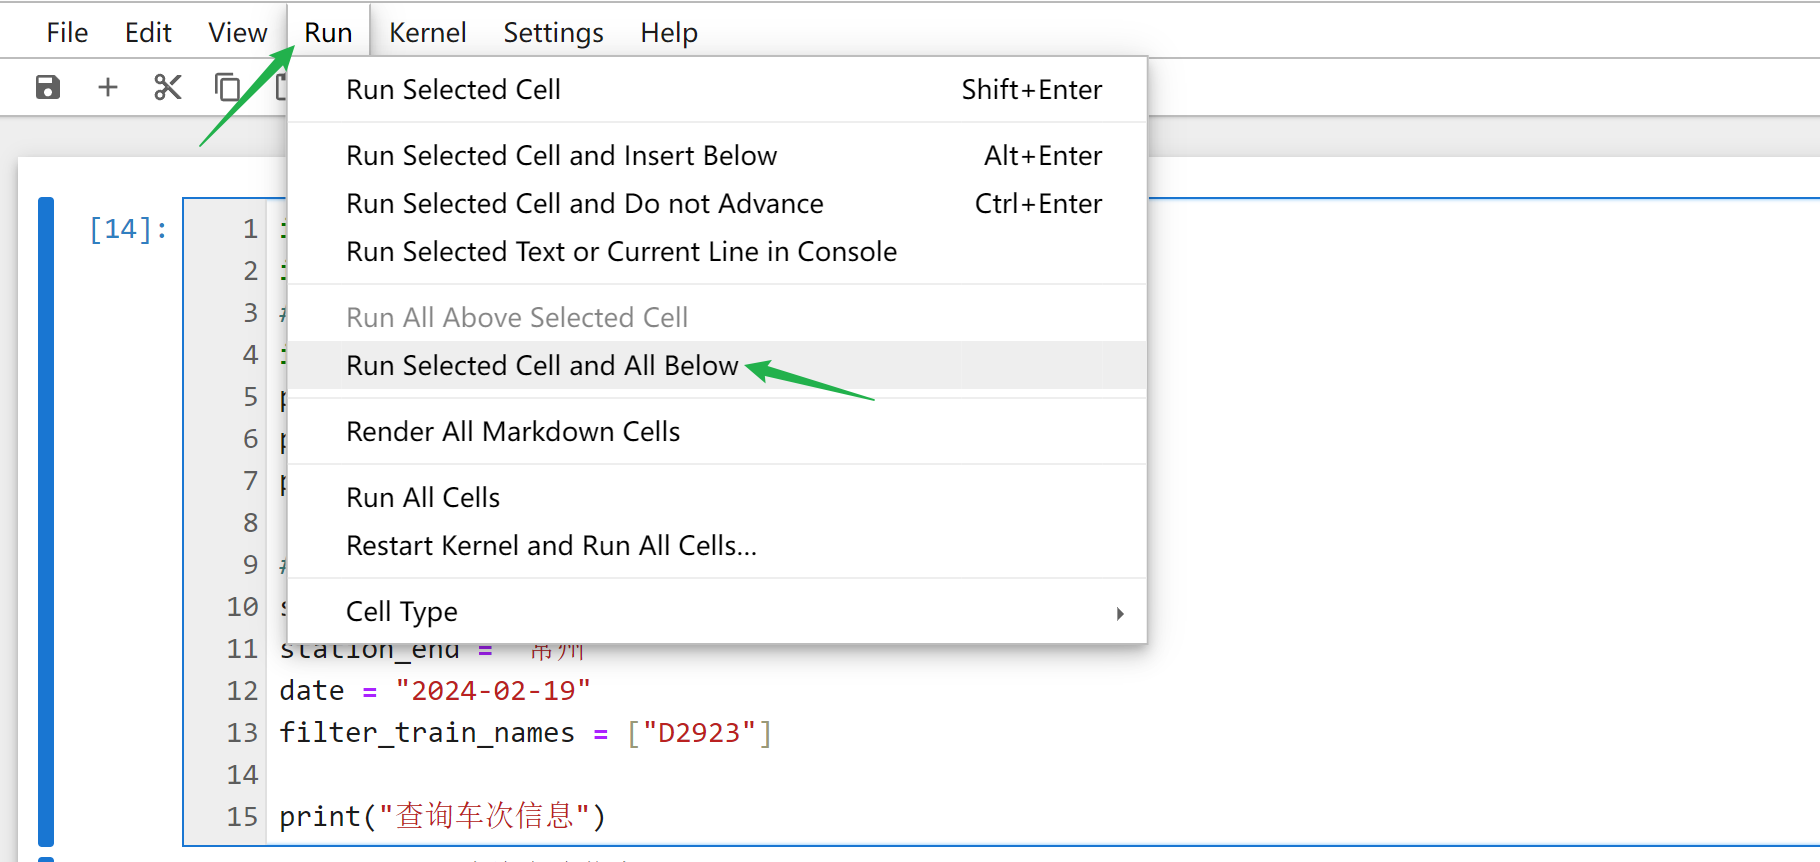 File Edit View Run Kernel Settings Help
Run Selected Cell Shift+Enter
Run Selected Cell and Insert Below Alt+Enter
Run Selected Cell and Do not Advance Ctrl+Enter
Run Selected Text or Current Line in Console
Run All Above Selected Cell
Run Selected Cell and All Below
Render All Markdown Cells
Run All Cells
Restart Kernel and Run All Cells...
Cell Type
[14]:
1
2
3 #
4
5 p
6 p
7 p
8
9 #
10 s
11 station_end = 常州
12 date = "2024-02-19"
13 filter_train_names = ["D2923"]
14
15 print("查询车次信息")